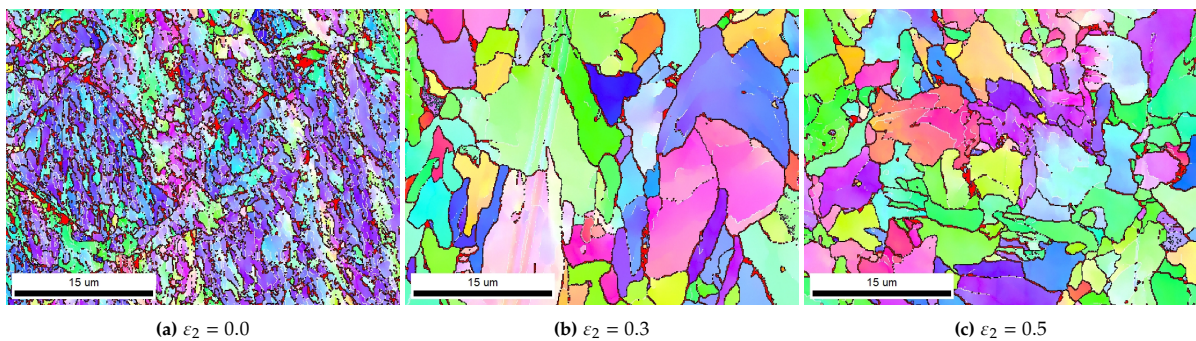 15 um
15 um
15 um
(a) ε₂ = 0.0
(b) ε₂ = 0.3
(c) ε₂ = 0.5